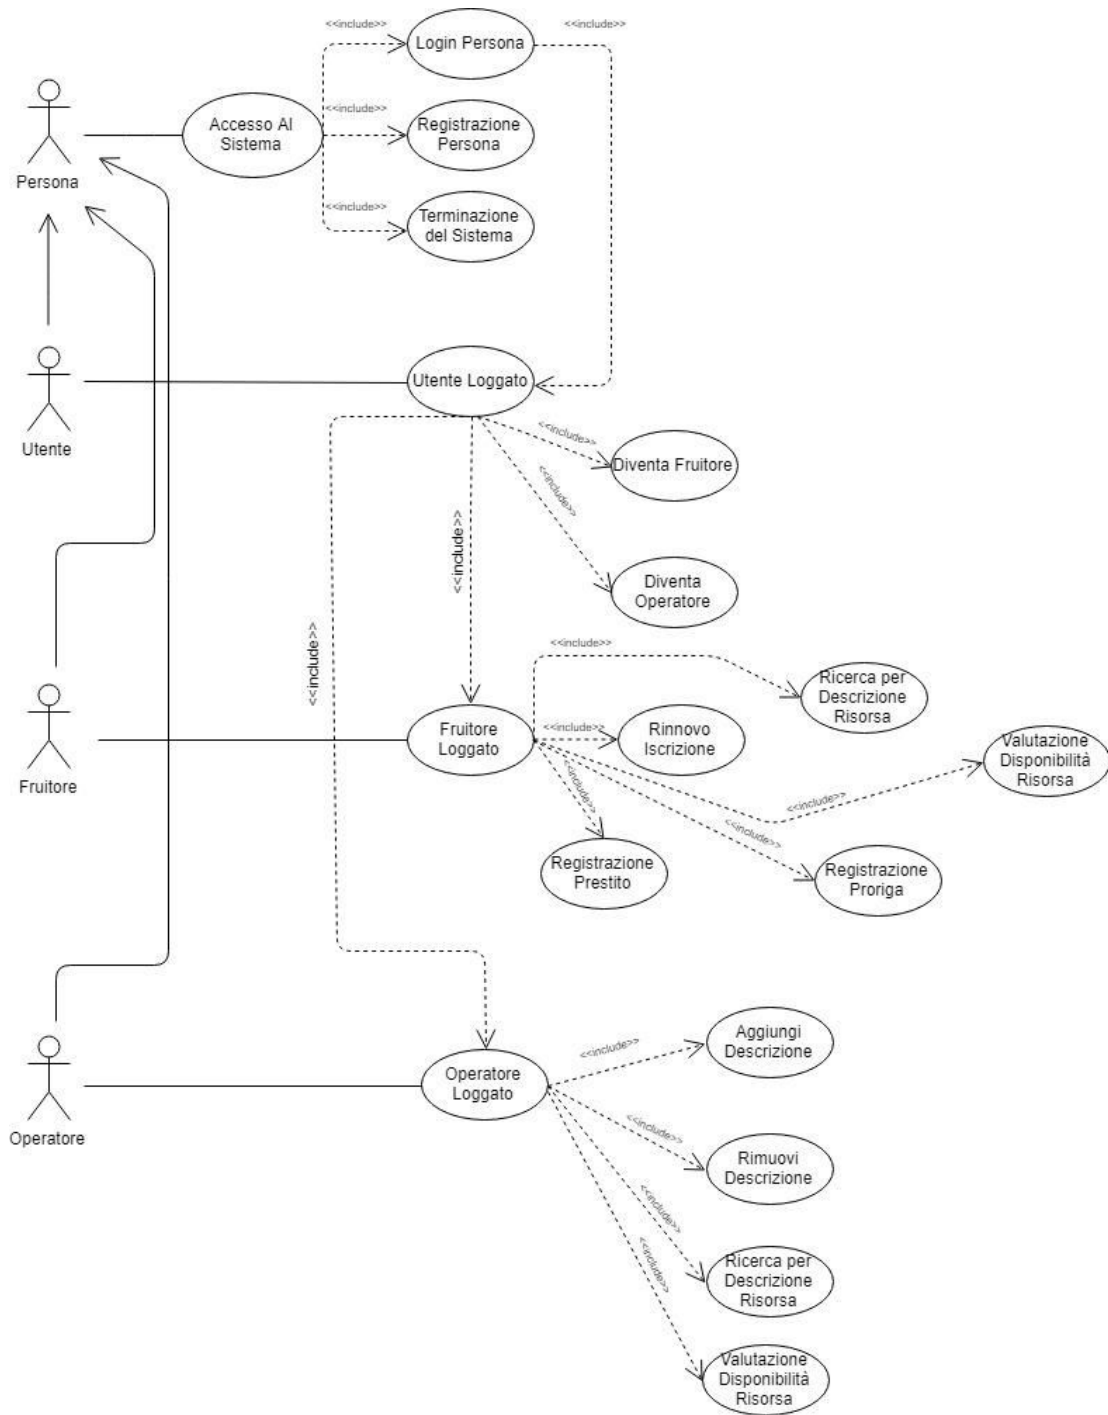 <<include>>
<<include>>
Login Persona
<<include>>
Accesso Al
Sistema
Registrazione
Persona
Persona
<<include>>
Terminazione
del Sistema
Utente Loggato
Utente
<<include>>
Diventa Fruitore
<<include>>
<<include>>
Diventa
Operatore
<<include>>
<<include>>
Ricerca per
Descrizione
Risorsa
Fruitore
Loggato
<<include>>
Rinnovo
Iscrizione
Valutazione
Disponibilità
Risorsa
Fruitore
<<include>>
<<include>>
<<include>>
Registrazione
Prestito
Registrazione
Proriga
Aggiungi
Descrizione
<<include>>
Operatore
Loggato
Operatore
<<include>>
Rimuovi
Descrizione
<<include>>
<<include>>
Ricerca per
Descrizione
Risorsa
Valutazione
Disponibilità
Risorsa